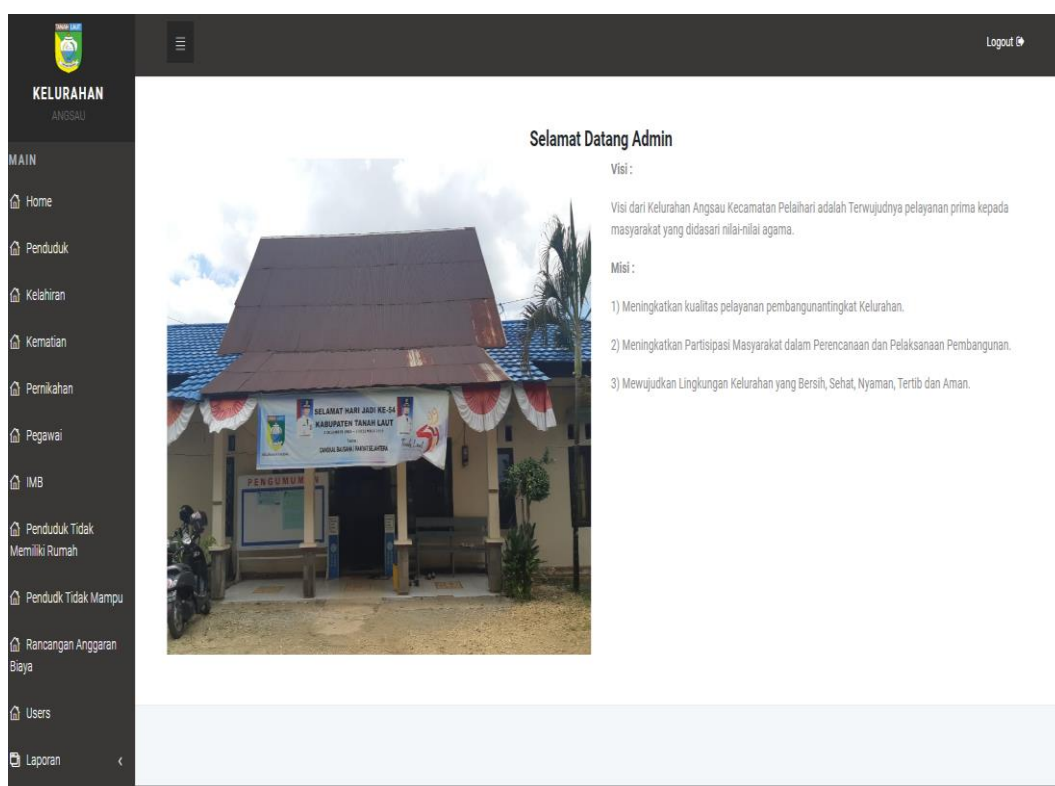 TANAH LAUT
KELURAHAN
ANGSAU
MAIN
Home
Penduduk
Kelahiran
Kematian
Pernikahan
Pegawai
IMB
Penduduk Tidak
Memiliki Rumah
Pendudk Tidak Mampu
Rancangan Anggaran
Biaya
Users
Laporan
Logout
Selamat Datang Admin
SELAMAT HARI JADI KE-54
KABUPATEN TANAH LAUT
Tanah Laut
PENGUMUMAN
Visi :
Visi dari Kelurahan Angsau Kecamatan Pelaihari adalah Terwujudnya pelayanan prima kepada
masyarakat yang didasari nilai-nilai agama.
Misi :
1) Meningkatkan kualitas pelayanan pembangunantingkat Kelurahan.
2) Meningkatkan Partisipasi Masyarakat dalam Perencanaan dan Pelaksanaan Pembangunan.
3) Mewujudkan Lingkungan Kelurahan yang Bersih, Sehat, Nyaman, Tertib dan Aman.